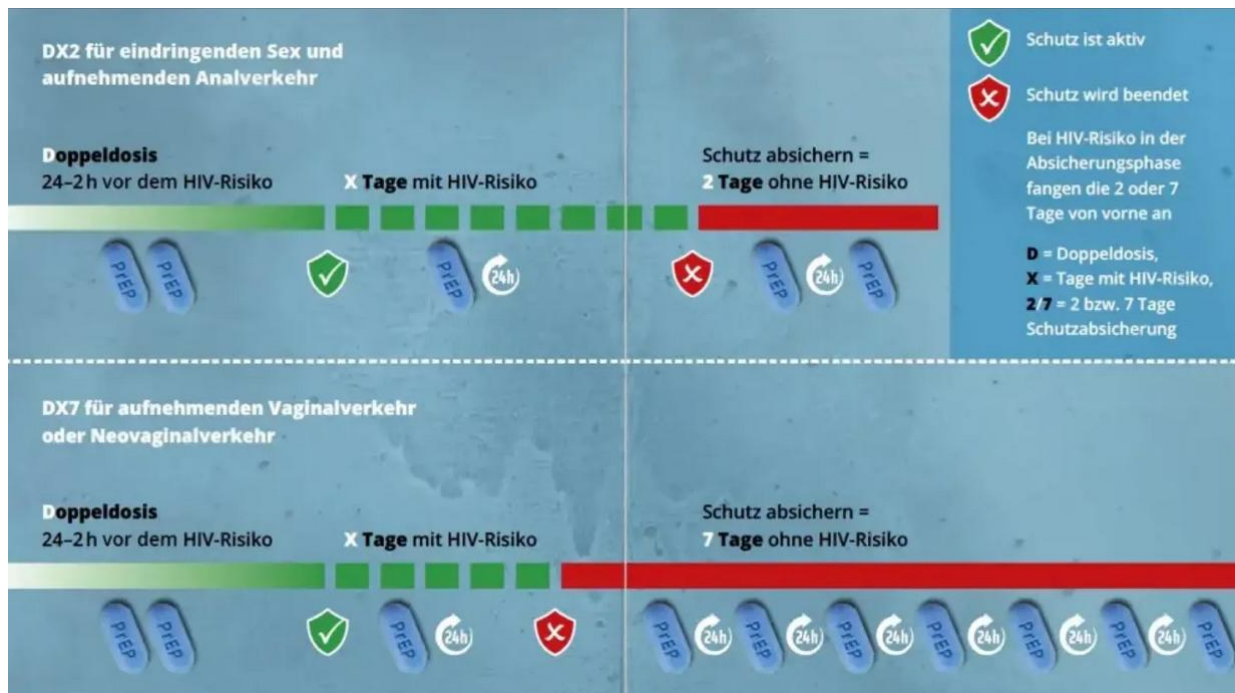 DX2 für eindringenden Sex und
aufnehmenden Analverkehr
Doppeldosis
24–2 h vor dem HIV-Risiko
X Tage mit HIV-Risiko
Schutz absichern =
2 Tage ohne HIV-Risiko
PrEP
PrEP
PrEP
24h
PrEP
24h
PrEP
Schutz ist aktiv
Schutz wird beendet
Bei HIV-Risiko in der
Absicherungsphase
fangen die 2 oder 7
Tage von vorne an
D = Doppeldosis,
X = Tage mit HIV-Risiko,
2/7 = 2 bzw. 7 Tage
Schutzabsicherung
DX7 für aufnehmenden Vaginalverkehr
oder Neovaginalverkehr
Doppeldosis
24–2 h vor dem HIV-Risiko
X Tage mit HIV-Risiko
Schutz absichern =
7 Tage ohne HIV-Risiko
PrEP
PrEP
PrEP
24h
PrEP
24h
PrEP
24h
PrEP
24h
PrEP
24h
PrEP
24h
PrEP
24h
PrEP